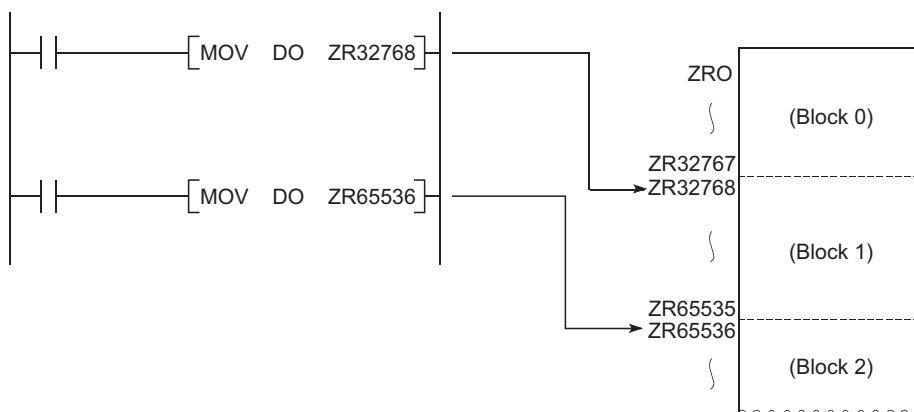 MOV DO ZR32768
MOV DO ZR65536
ZRO
(Block 0)
ZR32767
ZR32768
(Block 1)
ZR65535
ZR65536
(Block 2)